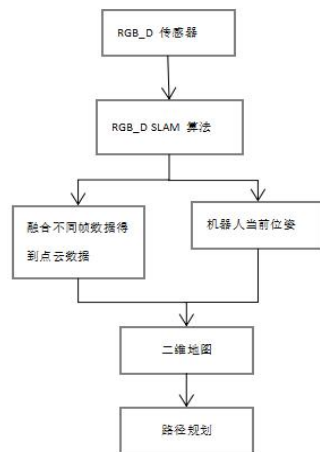 RGB_D 传感器
RGB_D SLAM 算法
融合不同帧数据得
到点云数据
机器人当前位姿
二维地图
路径规划